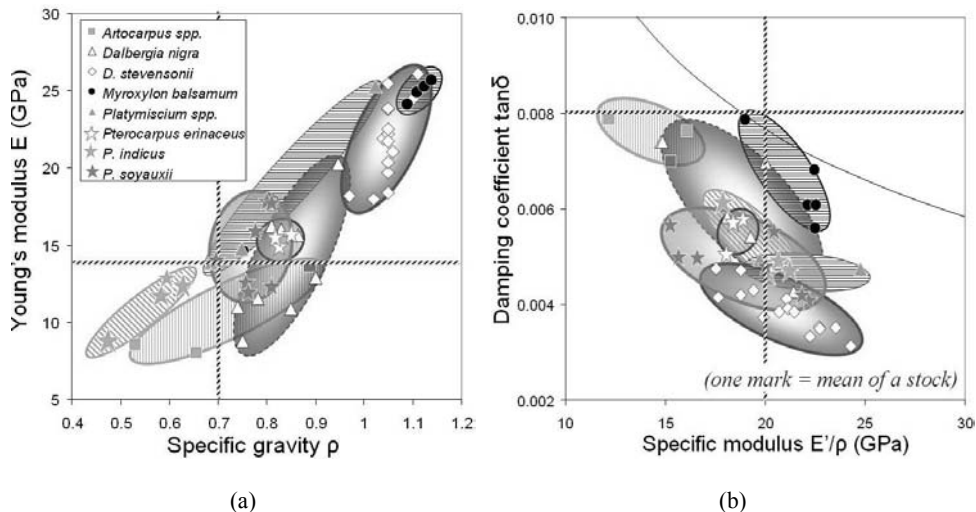 30
25
20
15
10
5
Young's modulus E (GPa)
Artocarpus spp.
Dalbergia nigra
D. stevensonii
Myroxylon balsamum
Platymiscium spp.
Pterocarpus erinaceus
P. indicus
P. soyauxii
0.4 0.5 0.6 0.7 0.8 0.9 1 1.1 1.2
Specific gravity ρ
(a)
0.010
0.008
0.006
0.004
0.002
Damping coefficient tanδ
(one mark = mean of a stock)
10 15 20 25 30
Specific modulus E'/ρ (GPa)
(b)